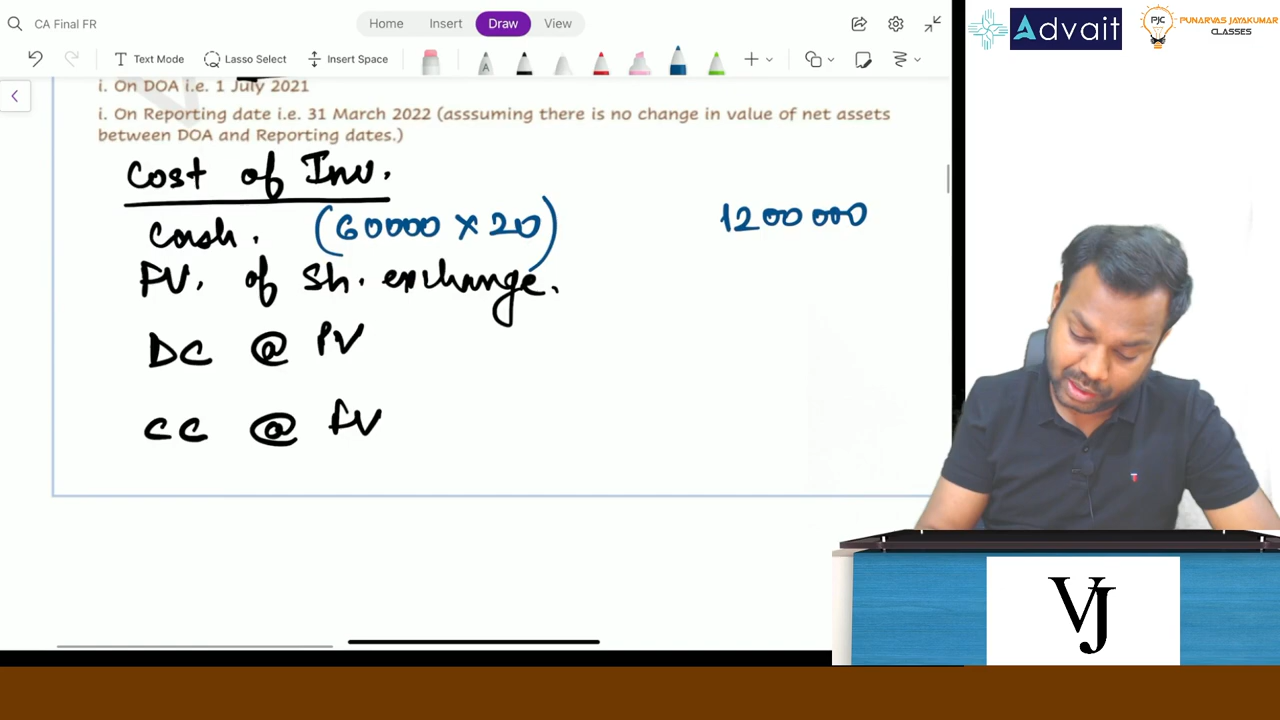 CA Final FR
Home Insert Draw View
Advait
PJC PUNARVAS JAYAKUMAR CLASSES
Text Mode Lasso Select Insert Space
i. On DOA i.e. 1 July 2021
i. On Reporting date i.e. 31 March 2022 (asssuming there is no change in value of net assets
between DOA and Reporting dates.)
Cost of Inv.
Cash. (60000 × 20) 1200000
FV. of Sh. exchange.
DC @ PV
CC @ FV
VJ